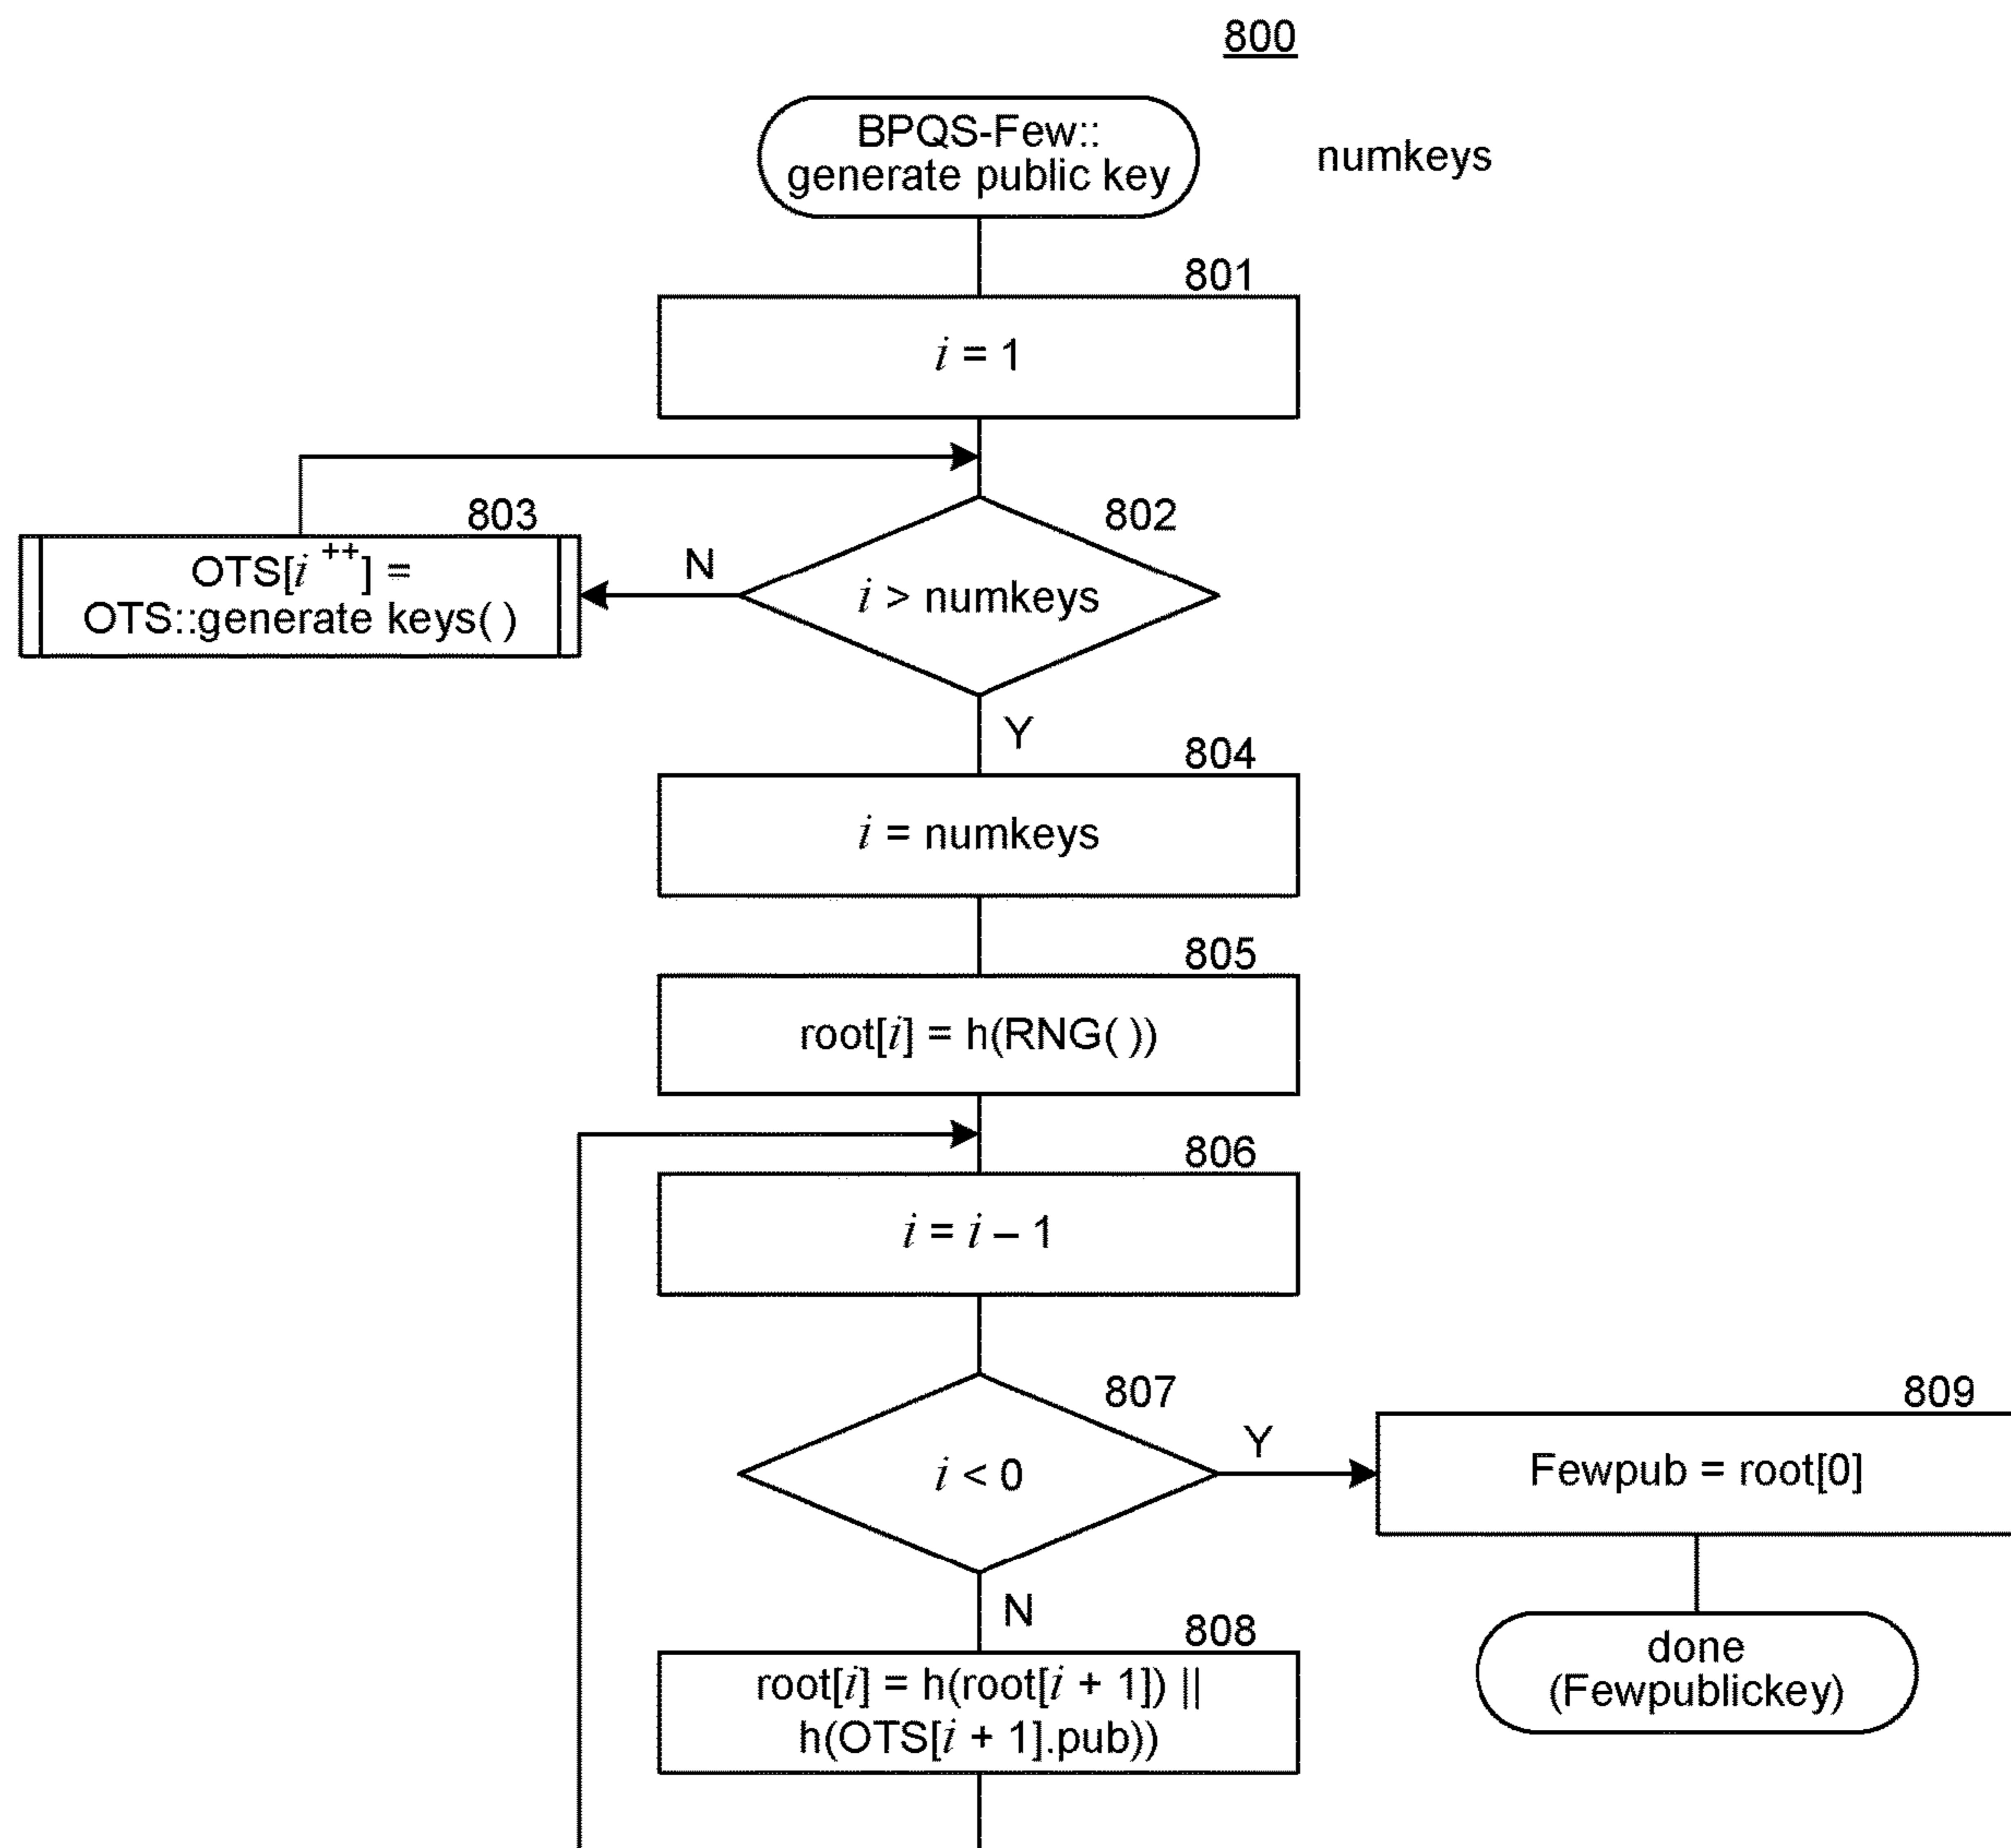 800
BPQS-Few::
generate public key
numkeys
801
i = 1
803
OTS[i ++] =
OTS::generate keys( )
802
N
i > numkeys
Y
804
i = numkeys
805
root[i] = h(RNG( ))
806
i = i – 1
807
i < 0
Y
809
Fewpub = root[0]
N
808
root[i] = h(root[i + 1]) ||
h(OTS[i + 1].pub))
done
(Fewpublickey)